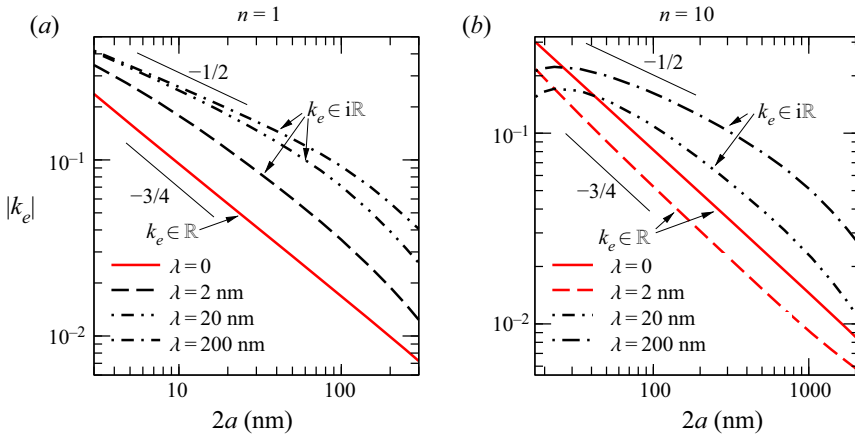 (a) n = 1
|k_e|
10⁻¹
10⁻²
−1/2
k_e ∈ iℝ
−3/4
k_e ∈ ℝ
λ = 0
λ = 2 nm
λ = 20 nm
λ = 200 nm
10 100
2a (nm)
(b) n = 10
10⁻¹
10⁻²
−1/2
k_e ∈ iℝ
−3/4
k_e ∈ ℝ
λ = 0
λ = 2 nm
λ = 20 nm
λ = 200 nm
100 1000
2a (nm)